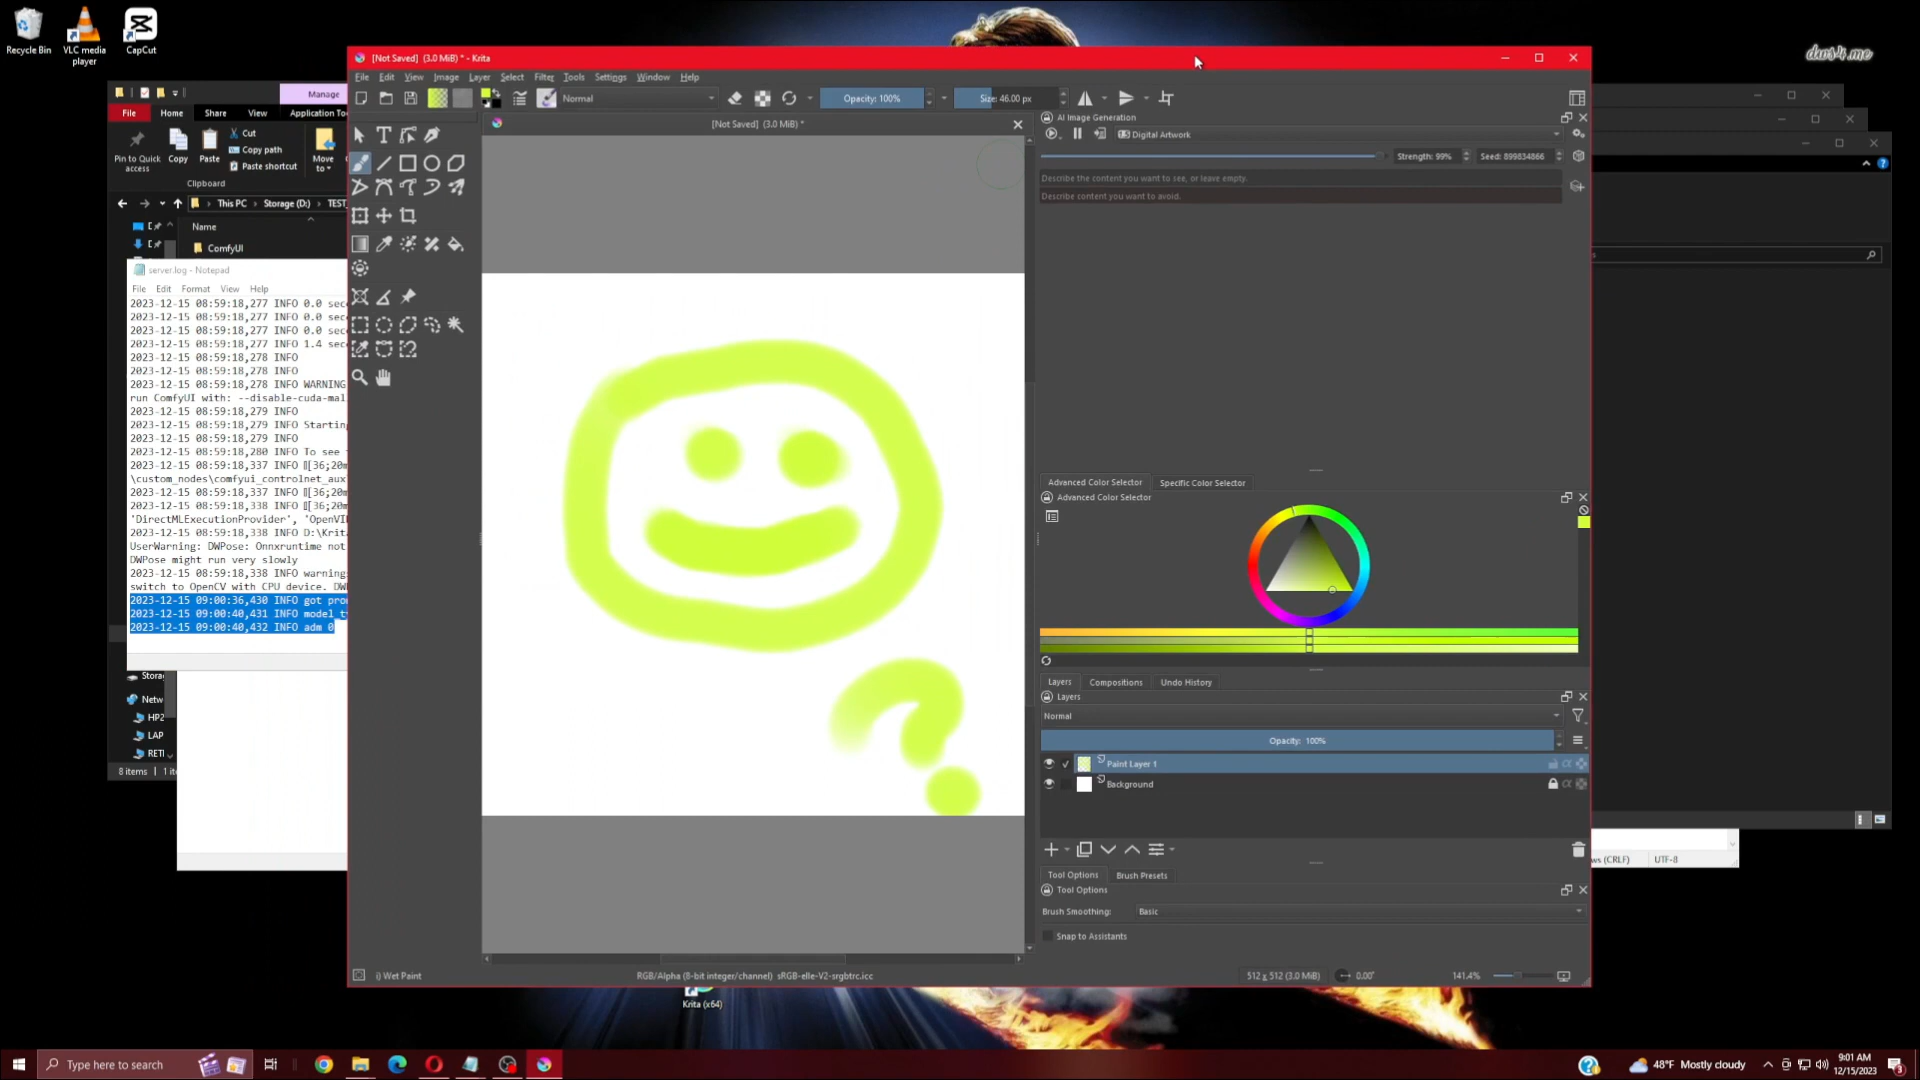 Recycle Bin
VLC media
player
CapCut
daws4.me
[Not Saved] (3.0 MiB) * - Krita
File Edit View Image Layer Select Filter Tools Settings Window Help
Manage
File Home Share View
Normal
Opacity: 100%
Size: 46.00 px
[Not Saved] (3.0 MiB) *
AI Image Generation
Digital Artwork
Strength: 99%
Seed: 899834866
Describe the content you want to see, or leave empty.
Describe content you want to avoid.
Pin to Quick
access
Copy
Paste
Cut
Copy path
Paste shortcut
Move
to
Clipboard
This PC > Storage (D:)
Name
ComfyUI
server.log - Notepad
File Edit Format View Help
2023-12-15 08:59:18,277 INFO 0.0
2023-12-15 08:59:18,277 INFO 0.0
2023-12-15 08:59:18,277 INFO 0.0
2023-12-15 08:59:18,277 INFO 1.4
2023-12-15 08:59:18,278 INFO
2023-12-15 08:59:18,278 INFO
2023-12-15 08:59:18,278 INFO WARNING
run ComfyUI with: --disable-cuda-mal
2023-12-15 08:59:18,279 INFO
2023-12-15 08:59:18,279 INFO Startin
2023-12-15 08:59:18,279 INFO
2023-12-15 08:59:18,280 INFO To see
2023-12-15 08:59:18,337 INFO [36;20m
\custom_nodes\comfyui_controlnet_aux
2023-12-15 08:59:18,337 INFO [36;20m
2023-12-15 08:59:18,338 INFO [36;20m
'DirectMLExecutionProvider', 'OpenVI
2023-12-15 08:59:18,338 INFO D:\Krit
UserWarning: DWPose: Onnxruntime not
DWPose might run very slowly
2023-12-15 08:59:18,338 INFO warning
switch to OpenCV with CPU device. DW
2023-12-15 09:00:36,430 INFO got pro
2023-12-15 09:00:40,431 INFO model_t
2023-12-15 09:00:40,432 INFO adm 0
HP2
LAP
8 items
Advanced Color Selector
Specific Color Selector
Advanced Color Selector
Layers Compositions Undo History
Layers
Normal
Opacity: 100%
Paint Layer 1
Background
Tool Options Brush Presets
Tool Options
Brush Smoothing: Basic
Snap to Assistants
i) Wet Paint
RGB/Alpha (8-bit integer/channel) sRGB-elle-V2-srgbtrc.icc
512 x 512 (3.0 MiB)
0.00°
141.4%
(CRLF)
UTF-8
Krita (x64)
Type here to search
48°F Mostly cloudy
9:01 AM
12/15/2023
3